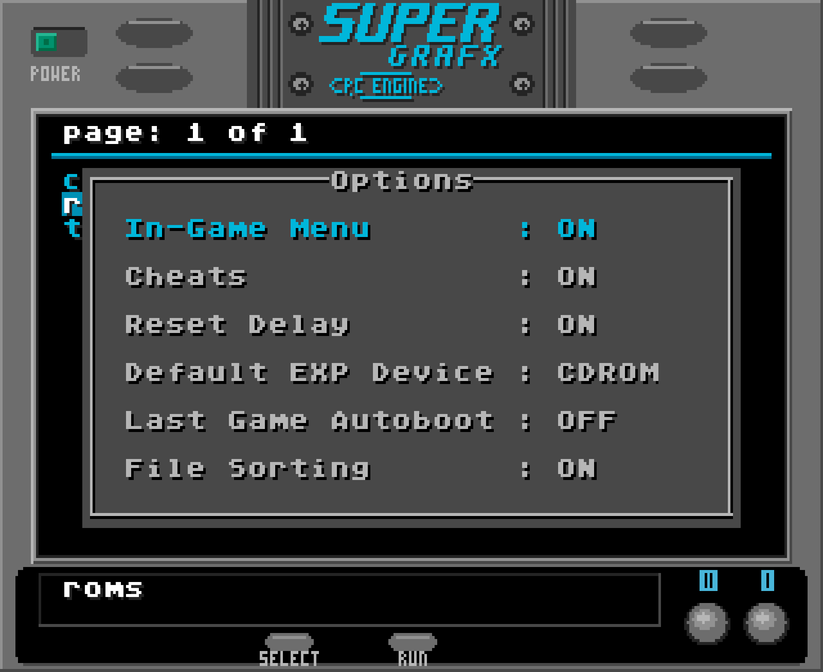 SUPER
GRAFX
POWER
PC ENGINE
page: 1 of 1
c
r
t
Options
In-Game Menu : ON
Cheats : ON
Reset Delay : ON
Default EXP Device : CDROM
Last Game Autoboot : OFF
File Sorting : ON
roms
II I
SELECT RUN